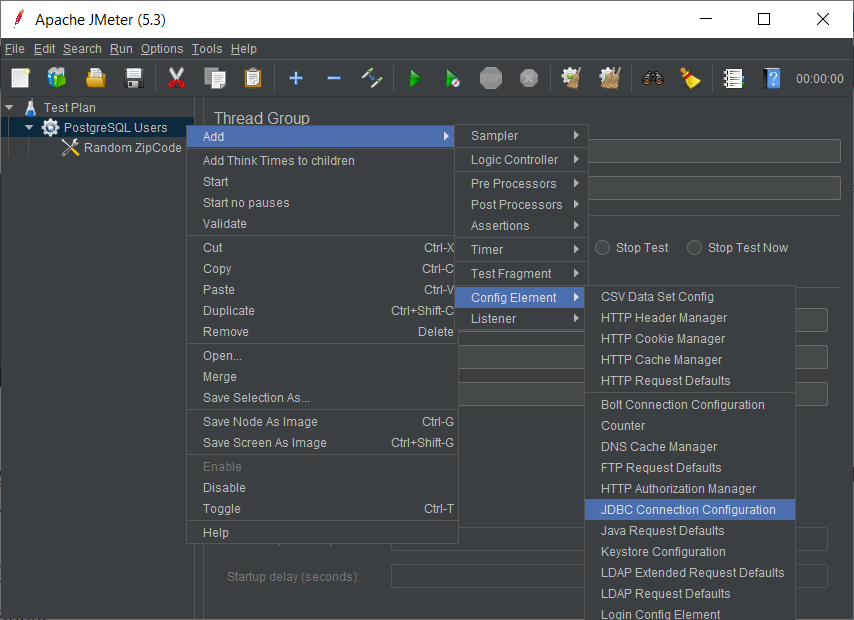 Apache JMeter (5.3)
File Edit Search Run Options Tools Help
STOP
00:00:00
Test Plan
PostgreSQL Users
Random ZipCode
Thread Group
Add
Add Think Times to children
Start
Start no pauses
Validate
Cut Ctrl-X
Copy Ctrl-C
Paste Ctrl-V
Duplicate Ctrl+Shift-C
Remove Delete
Open...
Merge
Save Selection As...
Save Node As Image Ctrl-G
Save Screen As Image Ctrl+Shift-G
Enable
Disable
Toggle Ctrl-T
Help
Sampler
Logic Controller
Pre Processors
Post Processors
Assertions
Timer
Test Fragment
Config Element
Listener
Stop Test Stop Test Now
CSV Data Set Config
HTTP Header Manager
HTTP Cookie Manager
HTTP Cache Manager
HTTP Request Defaults
Bolt Connection Configuration
Counter
DNS Cache Manager
FTP Request Defaults
HTTP Authorization Manager
JDBC Connection Configuration
Java Request Defaults
Keystore Configuration
LDAP Extended Request Defaults
LDAP Request Defaults
Login Config Element
Startup delay (seconds):